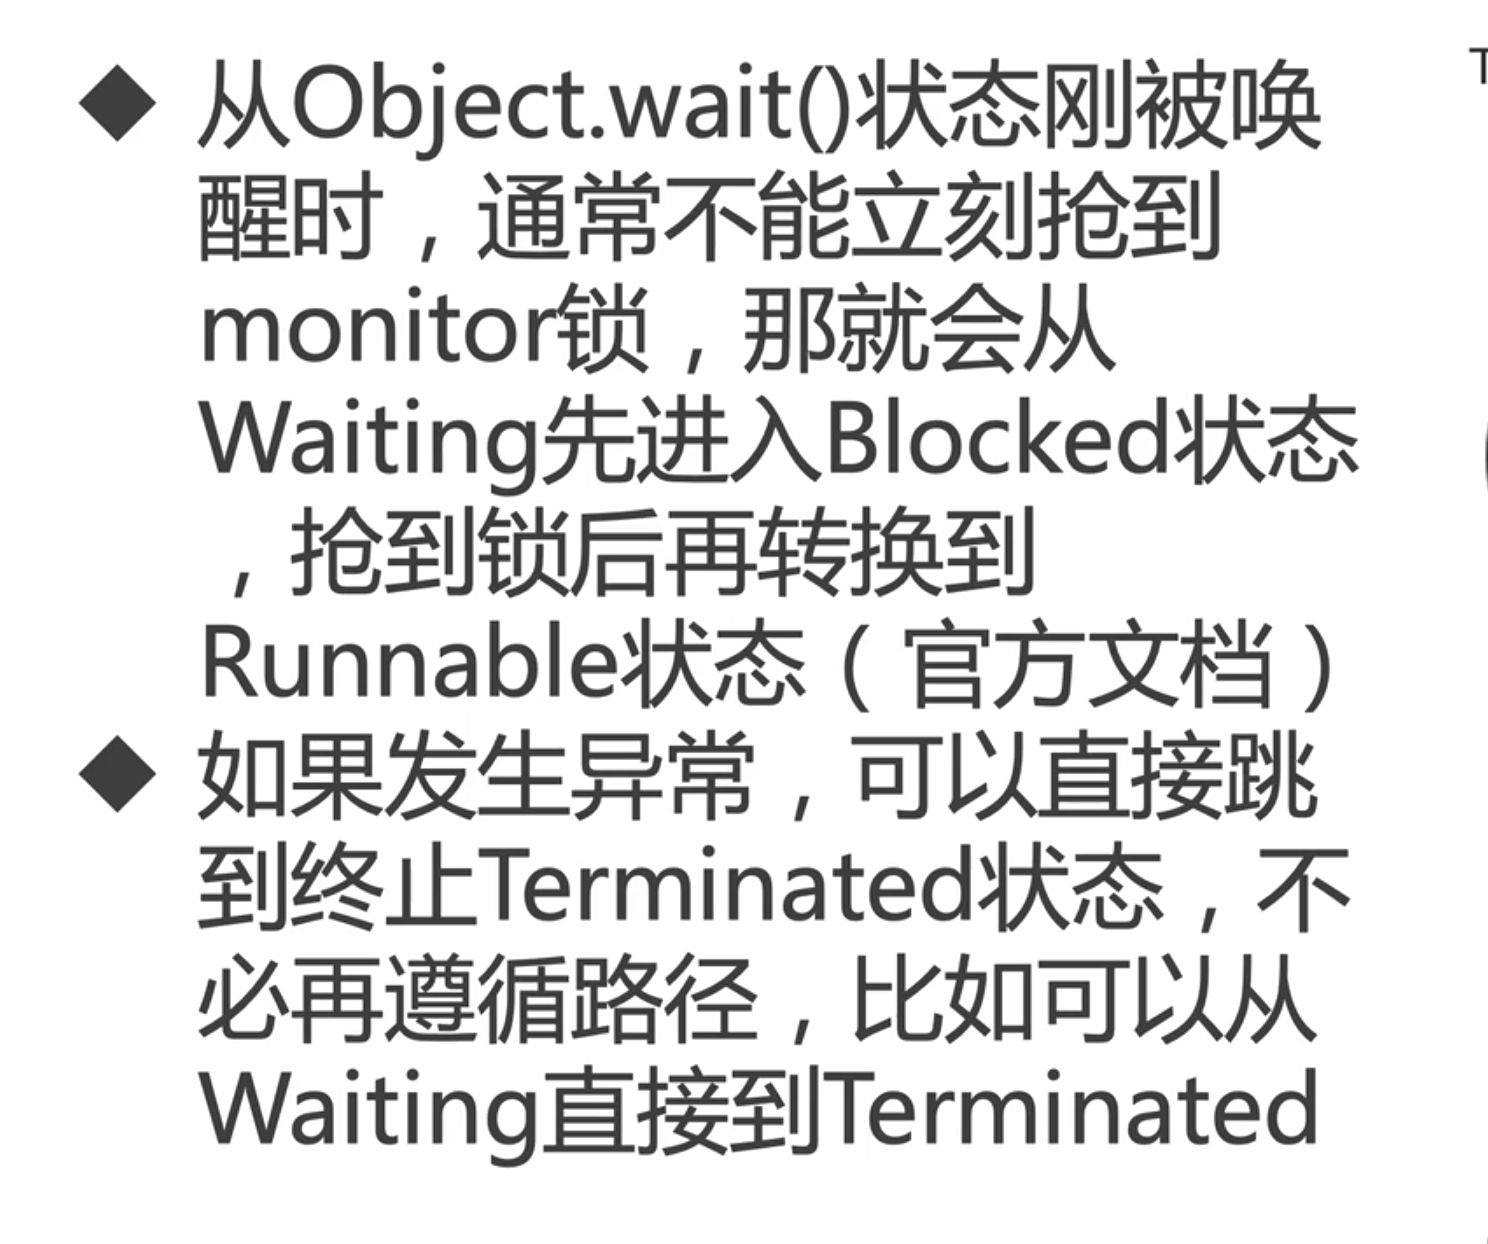 ◆ 从Object.wait()状态刚被唤
醒时，通常不能立刻抢到
monitor锁，那就会从
Waiting先进入Blocked状态
，抢到锁后再转换到
Runnable状态（官方文档）
◆ 如果发生异常，可以直接跳
到终止Terminated状态，不
必再遵循路径，比如可以从
Waiting直接到Terminated